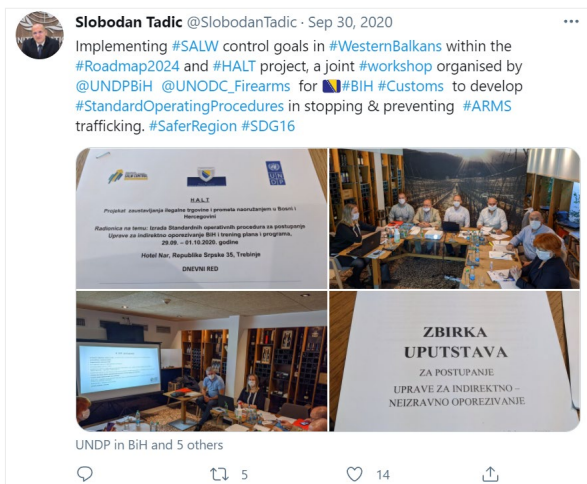 Slobodan Tadic @SlobodanTadic · Sep 30, 2020
Implementing #SALW control goals in #WesternBalkans within the
#Roadmap2024 and #HALT project, a joint #workshop organised by
@UNDPBiH @UNODC_Firearms for 🇧🇦#BIH #Customs to develop
#StandardOperatingProcedures in stopping & preventing #ARMS
trafficking. #SaferRegion #SDG16
HALT
Projekat zaustavljanja ilegalne trgovine i prometa naoružanjem u Bosni i
Hercegovini
Radionica na temu: Izrada Standardnih operativnih procedura za postupanje
Uprave za indirektno oporezivanje BiH i trening plana i programa,
29.09. – 01.10.2020. godine
Hotel Nar, Republike Srpske 35, Trebinje
DNEVNI RED
ZBIRKA
UPUTSTAVA
ZA POSTUPANJE
UPRAVE ZA INDIREKTNO –
NEIZRAVNO OPOREZIVANJE
UNDP in BiH and 5 others
5
14